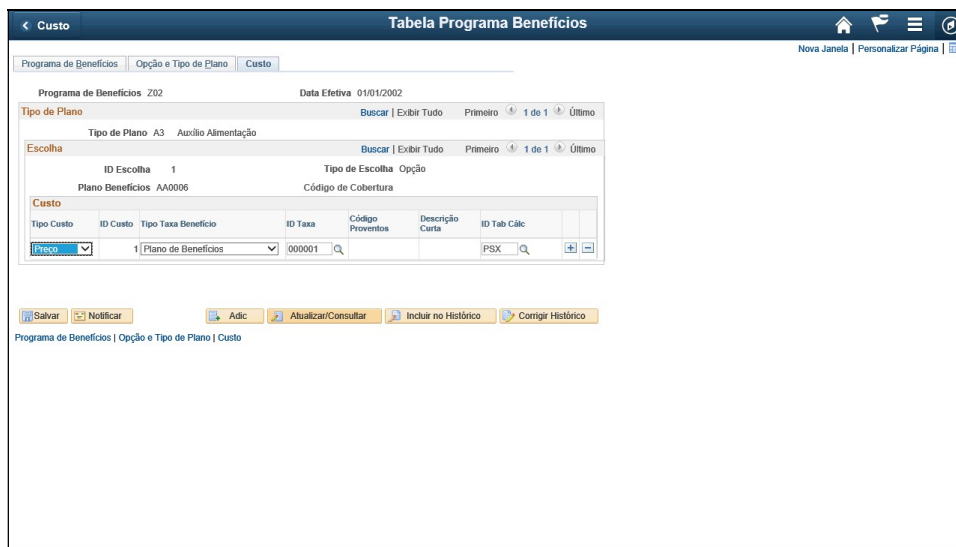 Custo Tabela Programa Benefícios
Nova Janela | Personalizar Página |
Programa de Benefícios Opção e Tipo de Plano Custo
Programa de Benefícios Z02 Data Efetiva 01/01/2002
Tipo de Plano Buscar | Exibir Tudo Primeiro 1 de 1 Último
Tipo de Plano A3 Auxílio Alimentação
Escolha Buscar | Exibir Tudo Primeiro 1 de 1 Último
ID Escolha 1 Tipo de Escolha Opção
Plano Benefícios AA0006 Código de Cobertura
Custo
Tipo Custo ID Custo Tipo Taxa Benefício ID Taxa Código Proventos Descrição Curta ID Tab Cálc
Preço 1 Plano de Benefícios 000001 PSX + −
Salvar Notificar Adic Atualizar/Consultar Incluir no Histórico Corrigir Histórico
Programa de Benefícios | Opção e Tipo de Plano | Custo